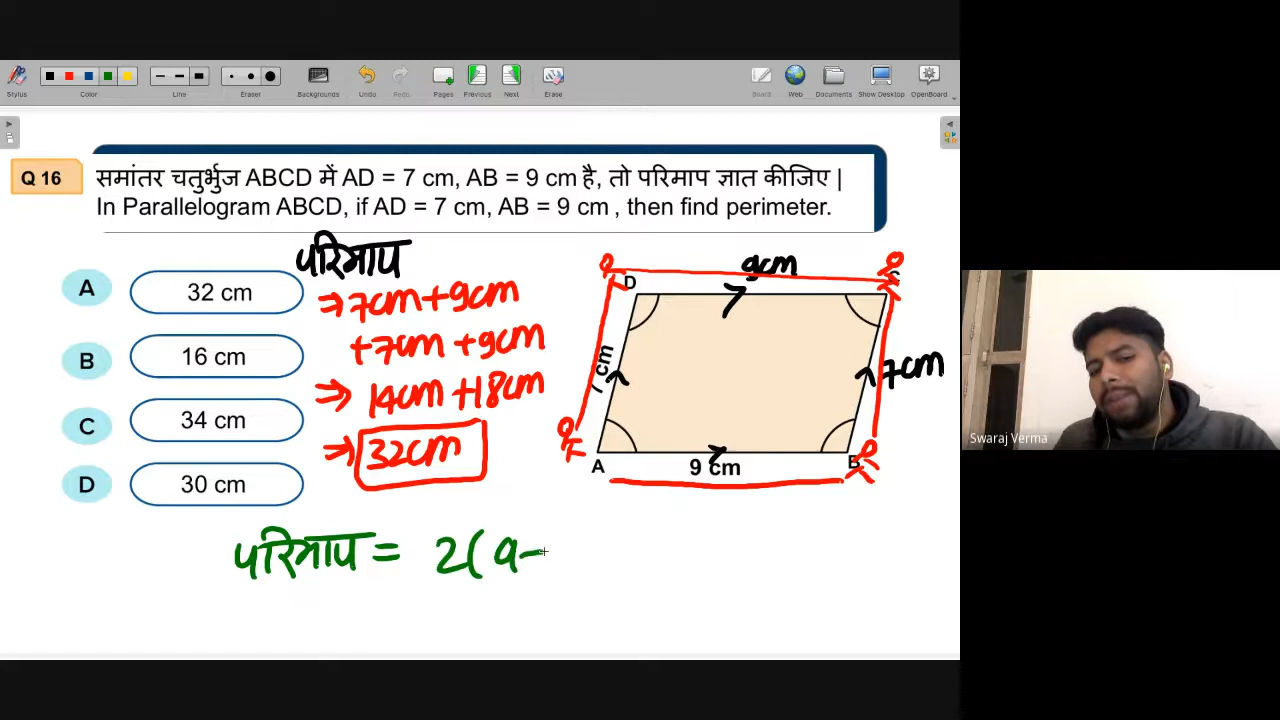 Stylus
Color
Line
Eraser
Backgrounds
Undo
Redo
Pages
Previous
Next
Erase
Board
Web
Documents
Show Desktop
OpenBoard
Q 16
समांतर चतुर्भुज ABCD में AD = 7 cm, AB = 9 cm है, तो परिमाप ज्ञात कीजिए |
In Parallelogram ABCD, if AD = 7 cm, AB = 9 cm , then find perimeter.
A 32 cm
B 16 cm
C 34 cm
D 30 cm
परिमाप
⇒ 7cm + 9cm
+ 7cm + 9cm
⇒ 14cm + 18cm
⇒ 32cm
9cm
D
7 cm
7cm
A
9 cm
B
परिमाप = 2( a-
Swaraj Verma